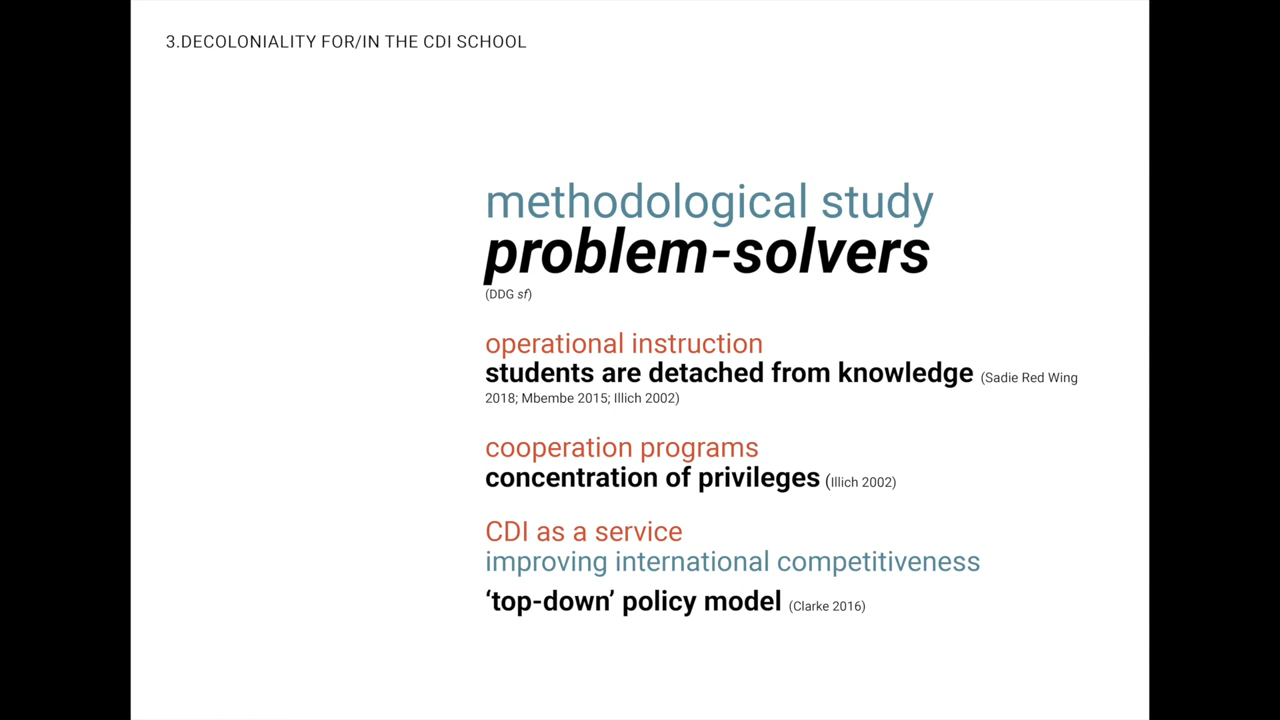 3.DECOLONIALITY FOR/IN THE CDI SCHOOL
methodological study
problem-solvers
(DDG sf)
operational instruction
students are detached from knowledge (Sadie Red Wing
2018; Mbembe 2015; Illich 2002)
cooperation programs
concentration of privileges (Illich 2002)
CDI as a service
improving international competitiveness
‘top-down’ policy model (Clarke 2016)